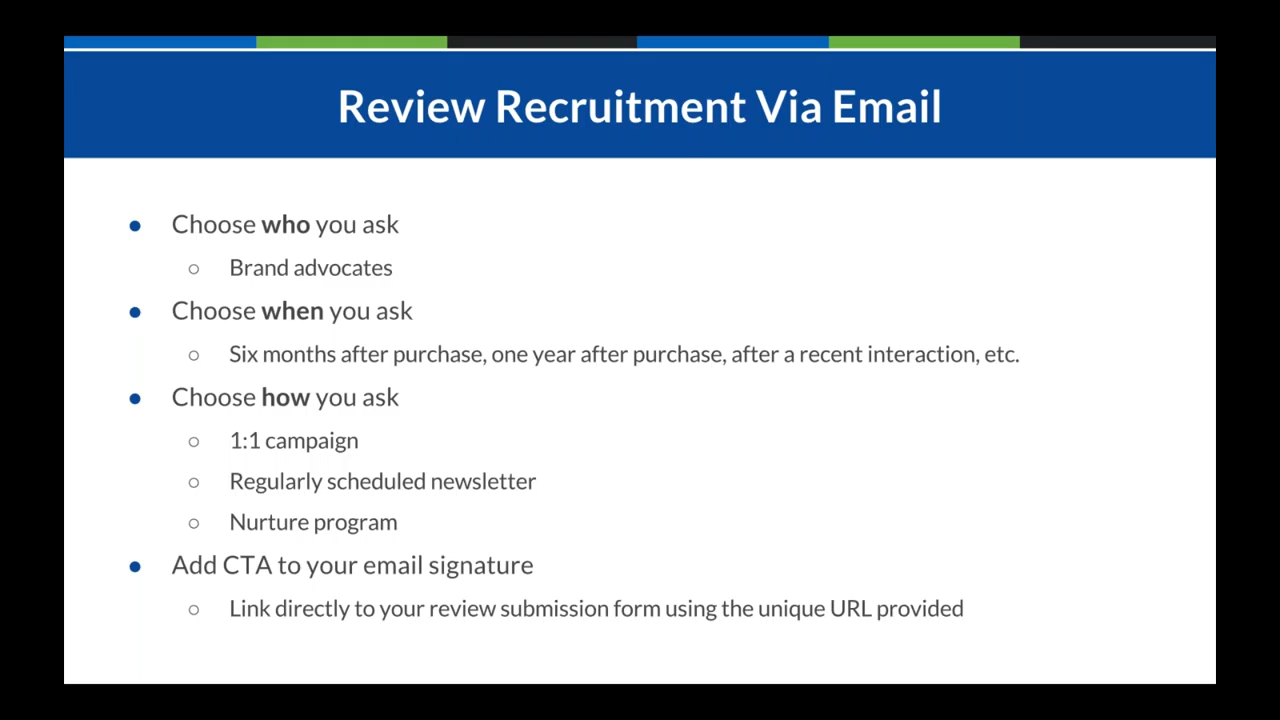 Review Recruitment Via Email
● Choose who you ask
○ Brand advocates
● Choose when you ask
○ Six months after purchase, one year after purchase, after a recent interaction, etc.
● Choose how you ask
○ 1:1 campaign
○ Regularly scheduled newsletter
○ Nurture program
● Add CTA to your email signature
○ Link directly to your review submission form using the unique URL provided